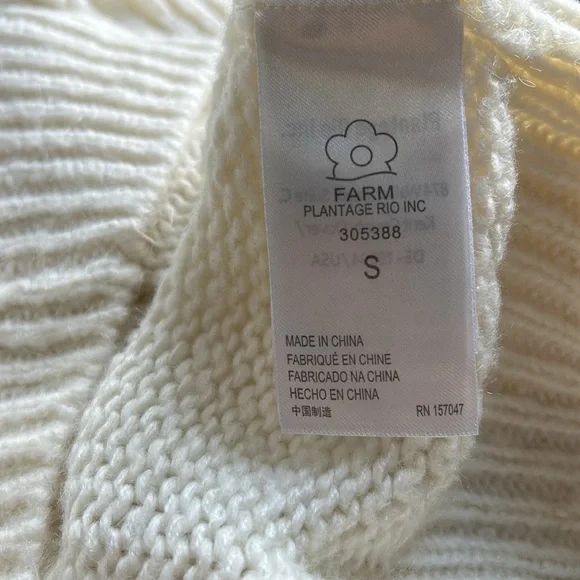 FARM
PLANTAGE RIO INC
305388
S
MADE IN CHINA
FABRIQUÉ EN CHINE
FABRICADO NA CHINA
HECHO EN CHINA
中国制造
RN 157047